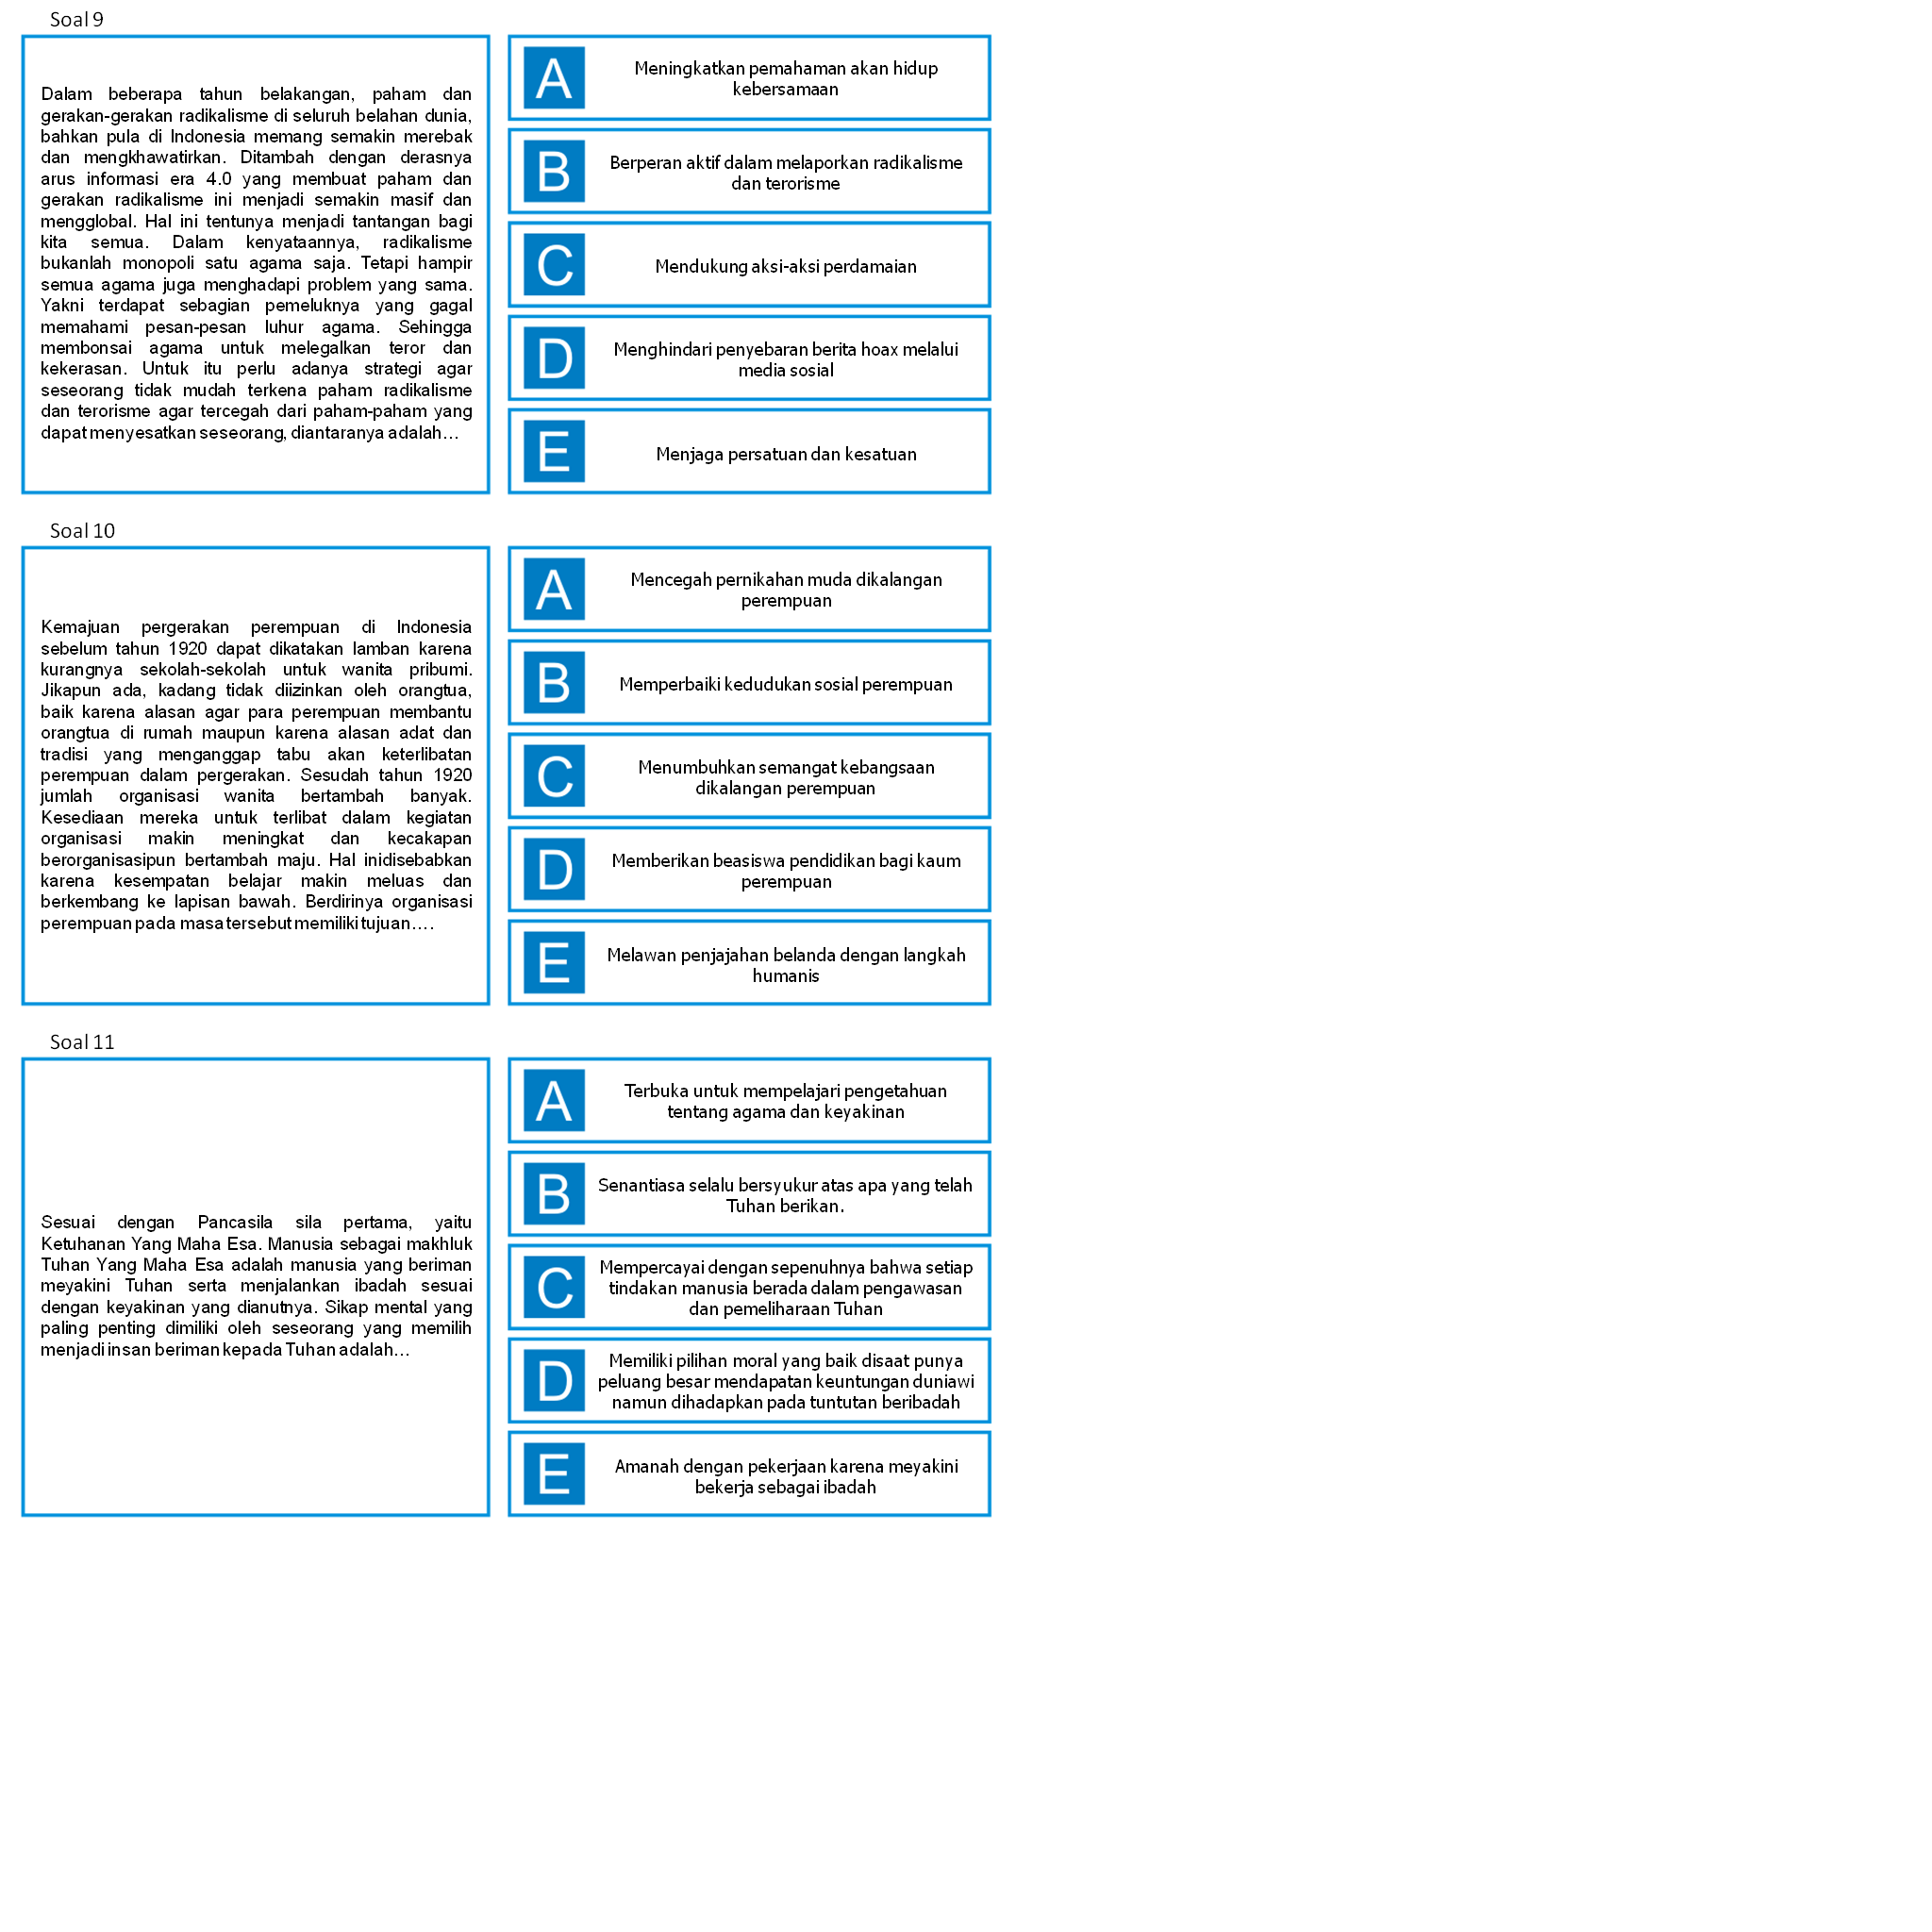 Soal 9
Dalam beberapa tahun belakangan, paham dan
gerakan-gerakan radikalisme di seluruh belahan dunia,
bahkan pula di Indonesia memang semakin merebak
dan mengkhawatirkan. Ditambah dengan derasnya
arus informasi era 4.0 yang membuat paham dan
gerakan radikalisme ini menjadi semakin masif dan
mengglobal. Hal ini tentunya menjadi tantangan bagi
kita semua. Dalam kenyataannya, radikalisme
bukanlah monopoli satu agama saja. Tetapi hampir
semua agama juga menghadapi problem yang sama.
Yakni terdapat sebagian pemeluknya yang gagal
memahami pesan-pesan luhur agama. Sehingga
membonsai agama untuk melegalkan teror dan
kekerasan. Untuk itu perlu adanya strategi agar
seseorang tidak mudah terkena paham radikalisme
dan terorisme agar tercegah dari paham-paham yang
dapat menyesatkan seseorang, diantaranya adalah...
A
Meningkatkan pemahaman akan hidup
kebersamaan
B
Berperan aktif dalam melaporkan radikalisme
dan terorisme
C
Mendukung aksi-aksi perdamaian
D
Menghindari penyebaran berita hoax melalui
media sosial
E
Menjaga persatuan dan kesatuan
Soal 10
Kemajuan pergerakan perempuan di Indonesia
sebelum tahun 1920 dapat dikatakan lamban karena
kurangnya sekolah-sekolah untuk wanita pribumi.
Jikapun ada, kadang tidak diizinkan oleh orangtua,
baik karena alasan agar para perempuan membantu
orangtua di rumah maupun karena alasan adat dan
tradisi yang menganggap tabu akan keterlibatan
perempuan dalam pergerakan. Sesudah tahun 1920
jumlah organisasi wanita bertambah banyak.
Kesediaan mereka untuk terlibat dalam kegiatan
organisasi makin meningkat dan kecakapan
berorganisasipun bertambah maju. Hal inidisebabkan
karena kesempatan belajar makin meluas dan
berkembang ke lapisan bawah. Berdirinya organisasi
perempuan pada masa tersebut memiliki tujuan....
A
Mencegah pernikahan muda dikalangan
perempuan
B
Memperbaiki kedudukan sosial perempuan
C
Menumbuhkan semangat kebangsaan
dikalangan perempuan
D
Memberikan beasiswa pendidikan bagi kaum
perempuan
E
Melawan penjajahan belanda dengan langkah
humanis
Soal 11
Sesuai dengan Pancasila sila pertama, yaitu
Ketuhanan Yang Maha Esa. Manusia sebagai makhluk
Tuhan Yang Maha Esa adalah manusia yang beriman
meyakini Tuhan serta menjalankan ibadah sesuai
dengan keyakinan yang dianutnya. Sikap mental yang
paling penting dimiliki oleh seseorang yang memilih
menjadi insan beriman kepada Tuhan adalah...
A
Terbuka untuk mempelajari pengetahuan
tentang agama dan keyakinan
B
Senantiasa selalu bersyukur atas apa yang telah
Tuhan berikan.
C
Mempercayai dengan sepenuhnya bahwa setiap
tindakan manusia berada dalam pengawasan
dan pemeliharaan Tuhan
D
Memiliki pilihan moral yang baik disaat punya
peluang besar mendapatan keuntungan duniawi
namun dihadapkan pada tuntutan beribadah
E
Amanah dengan pekerjaan karena meyakini
bekerja sebagai ibadah